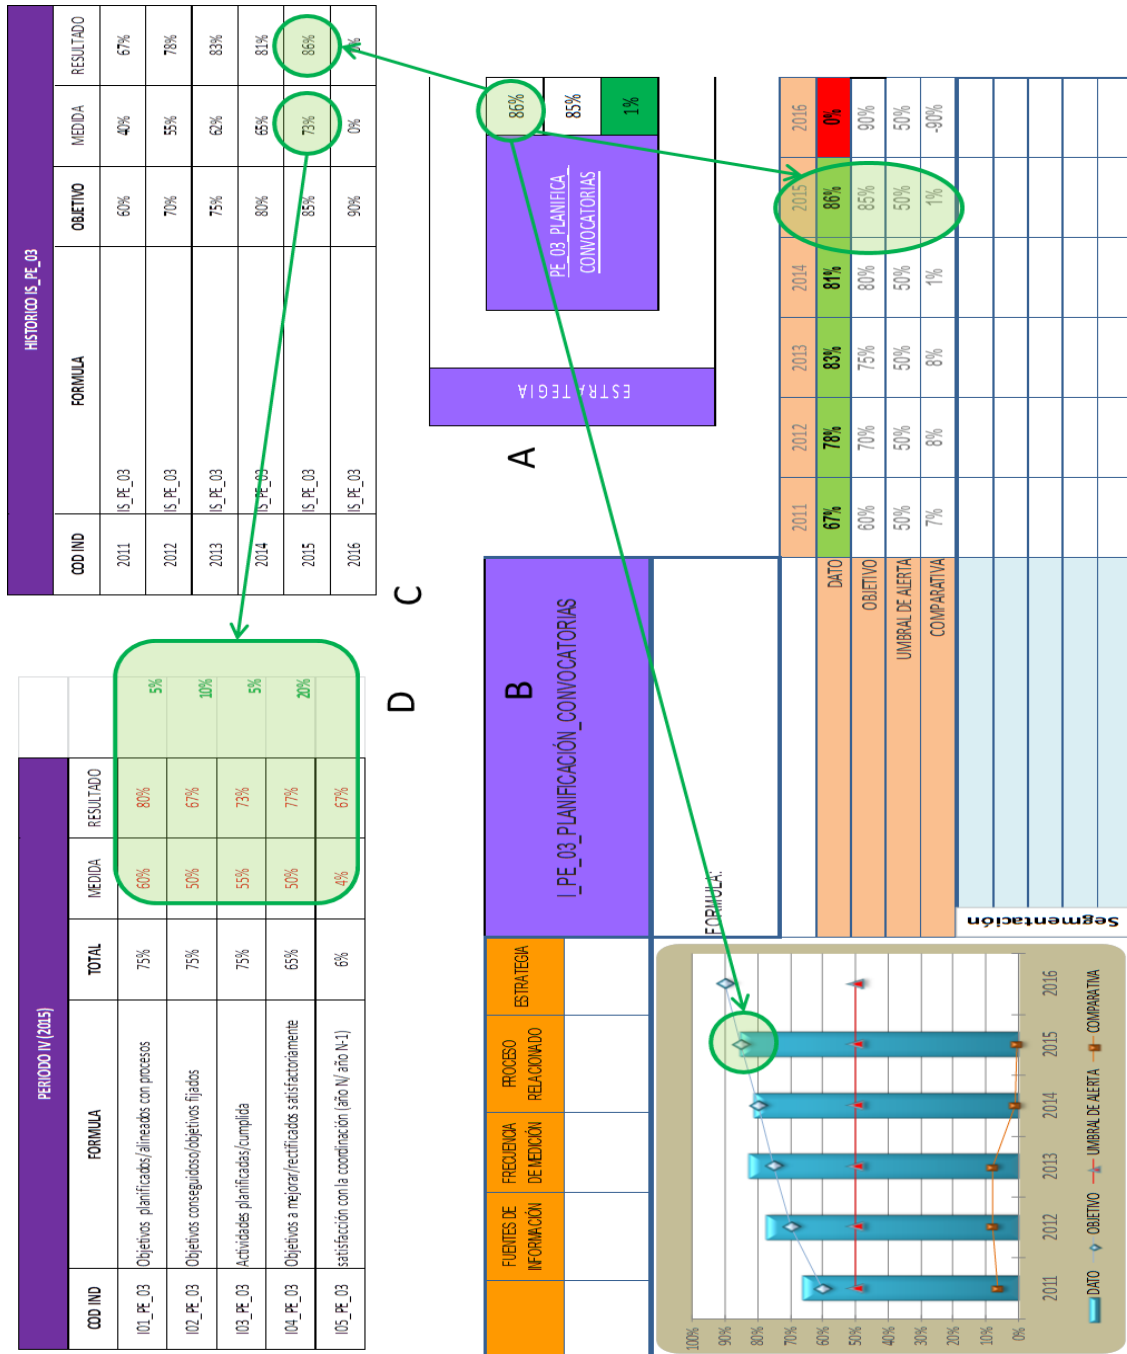 PERIODO IV (2015)
COD IND FORMULA TOTAL MEDIDA RESULTADO
I01_PE_03 Objetivos planificados/alineados con procesos 75% 60% 80% 5%
I02_PE_03 Objetivos conseguidoso/objetivos fijados 75% 50% 67% 10%
I03_PE_03 Actividades planificadas/cumplida 75% 55% 73% 5%
I04_PE_03 Objetivos a mejorar/rectificados satisfactoriamente 65% 50% 77% 20%
I05_PE_03 satisfacción con la coordinación (año N/ año N-1) 6% 4% 67%
D
HISTORICO IS_PE_03
COD IND FORMULA OBJETIVO MEDIDA RESULTADO
2011 IS_PE_03 60% 40% 67%
2012 IS_PE_03 70% 55% 78%
2013 IS_PE_03 75% 62% 83%
2014 IS_PE_03 80% 65% 81%
2015 IS_PE_03 85% 73% 86%
2016 IS_PE_03 90% 0%
C
A
ESTRATEGIA
PE_03_PLANIFICA
CONVOCATORIAS
86%
85%
1%
FUENTES DE
INFORMACIÓN
FRECUENCIA
DE MEDICIÓN
PROCESO
RELACIONADO
ESTRATEGIA
I_PE_03_PLANIFICACIÓN_CONVOCATORIAS
B
FORMULA:
2011 2012 2013 2014 2015 2016
DATO 67% 78% 83% 81% 86% 0%
OBJETIVO 60% 70% 75% 80% 85% 90%
UMBRAL DE ALERTA 50% 50% 50% 50% 50% 50%
COMPARATIVA 7% 8% 8% 1% 1% -90%
Segmentación
100%
90%
80%
70%
60%
50%
40%
30%
20%
10%
0%
2011 2012 2013 2014 2015 2016
DATO OBJETIVO UMBRAL DE ALERTA COMPARATIVA